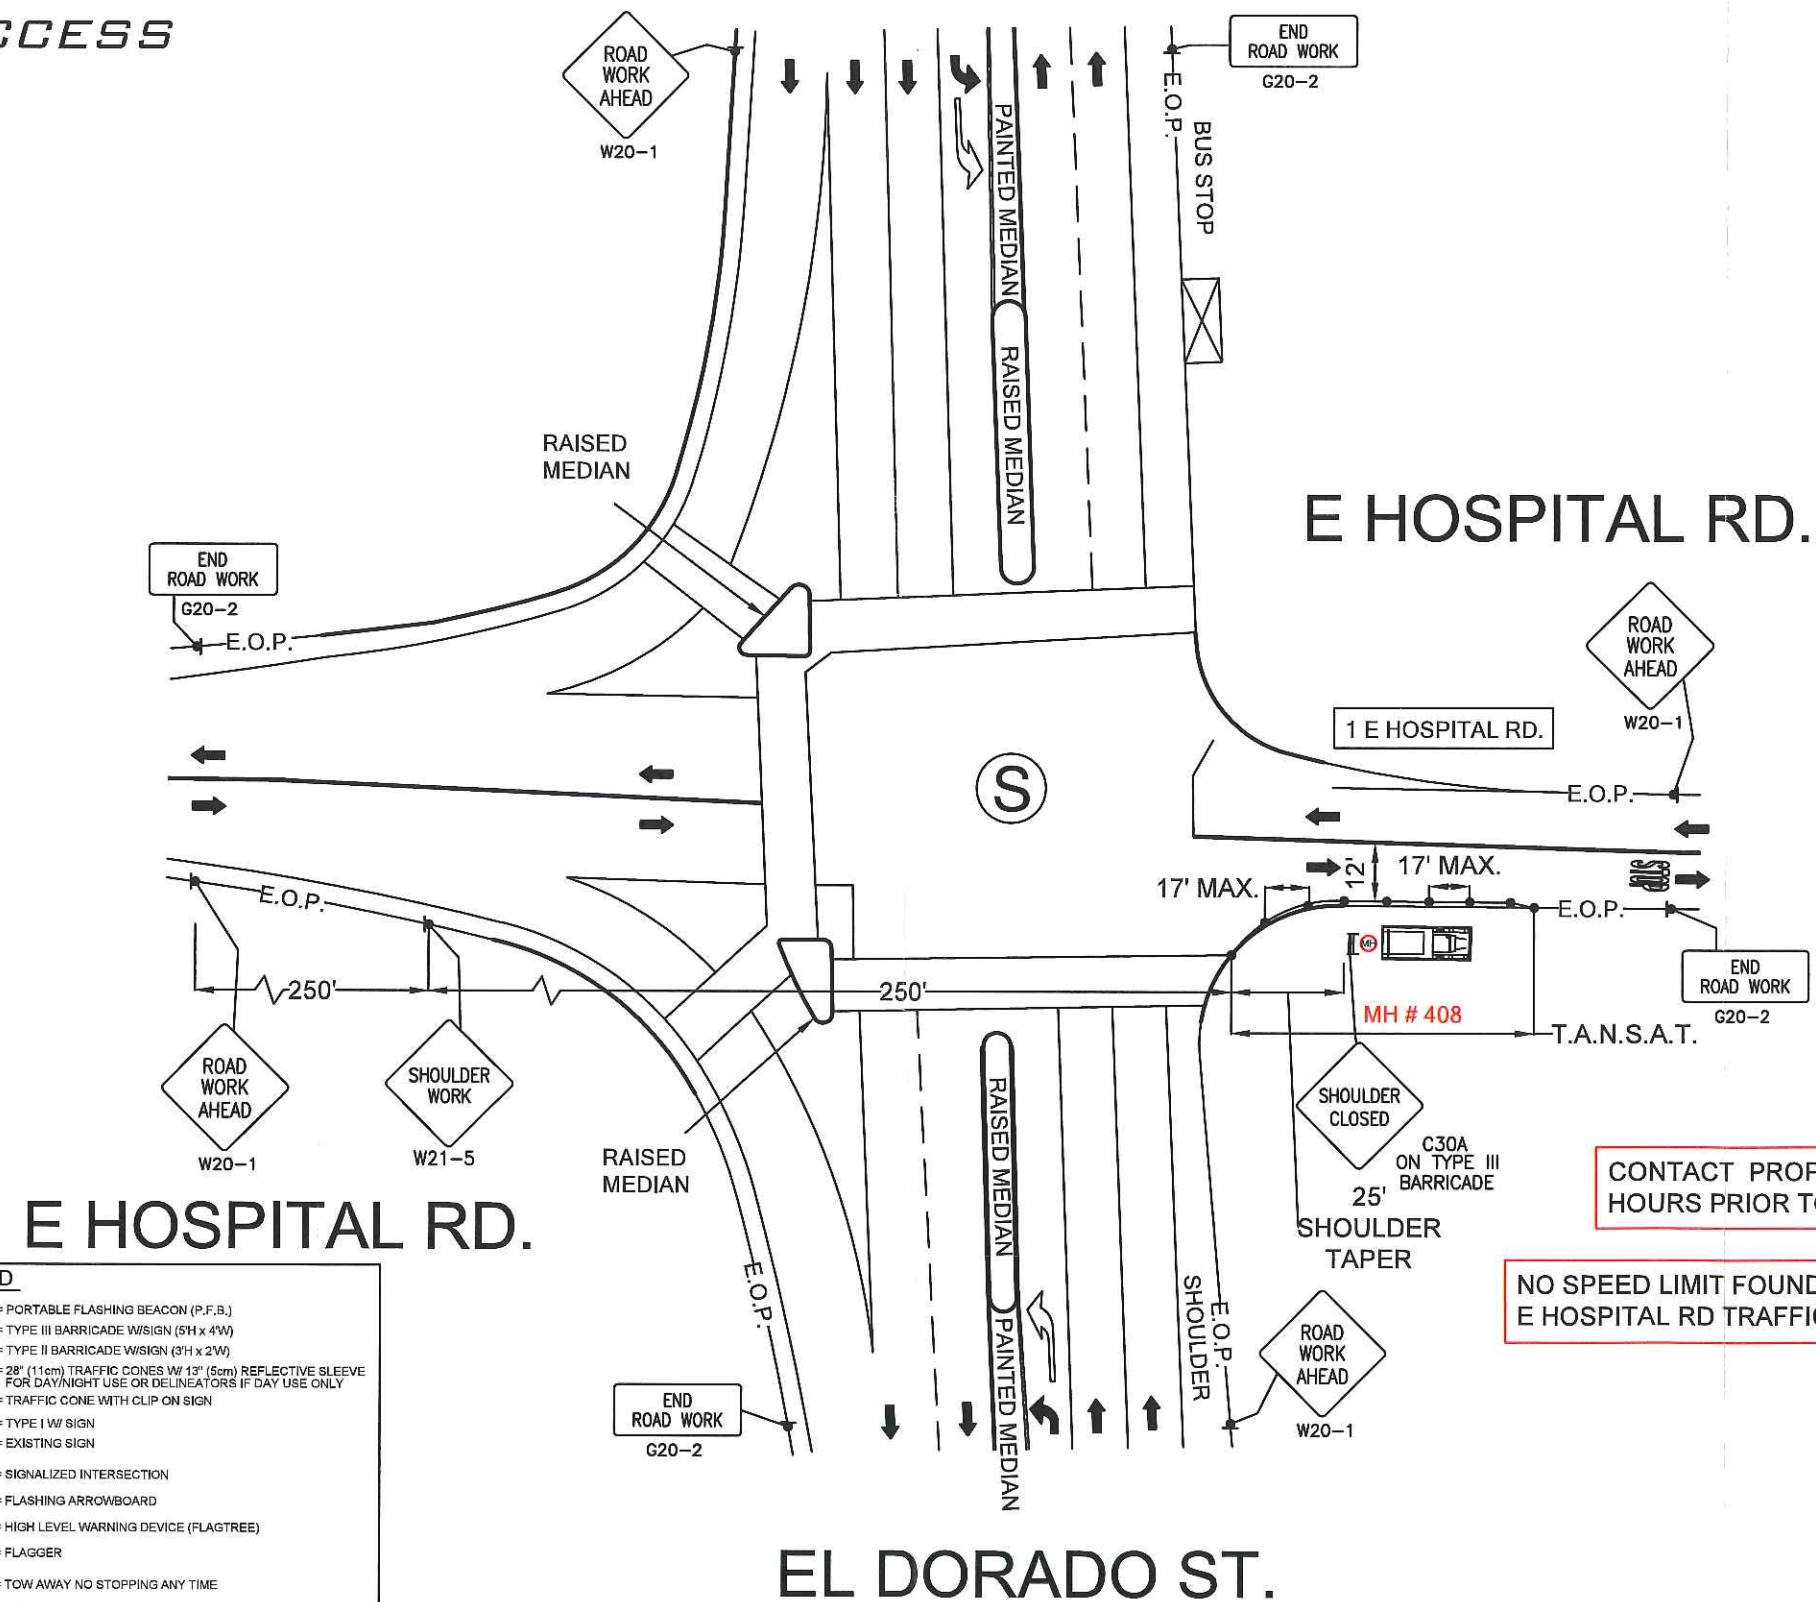 CCESS
ROAD
WORK
AHEAD
W20-1
END
ROAD WORK
G20-2
E.O.P.
BUS STOP
PAINTED MEDIAN
RAISED MEDIAN
RAISED
MEDIAN
E HOSPITAL RD.
END
ROAD WORK
G20-2
E.O.P.
ROAD
WORK
AHEAD
W20-1
1 E HOSPITAL RD.
E.O.P.
S
12'
17' MAX.
17' MAX.
STOP
E.O.P.
E.O.P.
MH
END
ROAD WORK
G20-2
250'
250'
MH # 408
T.A.N.S.A.T.
ROAD
WORK
AHEAD
W20-1
SHOULDER
WORK
W21-5
SHOULDER
CLOSED
C30A
ON TYPE III
BARRICADE
25'
SHOULDER
TAPER
RAISED
MEDIAN
RAISED MEDIAN
PAINTED MEDIAN
CONTACT PROP
HOURS PRIOR TO
E HOSPITAL RD.
NO SPEED LIMIT FOUND
E HOSPITAL RD TRAFFIC
E.O.P.
SHOULDER
E.O.P.
ROAD
WORK
AHEAD
W20-1
END
ROAD WORK
G20-2
D
= PORTABLE FLASHING BEACON (P.F.B.)
= TYPE III BARRICADE W/SIGN (5'H x 4'W)
= TYPE II BARRICADE W/SIGN (3'H x 2'W)
= 28" (11cm) TRAFFIC CONES W/ 13" (5cm) REFLECTIVE SLEEVE
FOR DAY/NIGHT USE OR DELINEATORS IF DAY USE ONLY
= TRAFFIC CONE WITH CLIP ON SIGN
= TYPE I W/ SIGN
= EXISTING SIGN
= SIGNALIZED INTERSECTION
= FLASHING ARROWBOARD
= HIGH LEVEL WARNING DEVICE (FLAGTREE)
= FLAGGER
= TOW AWAY NO STOPPING ANY TIME
EL DORADO ST.